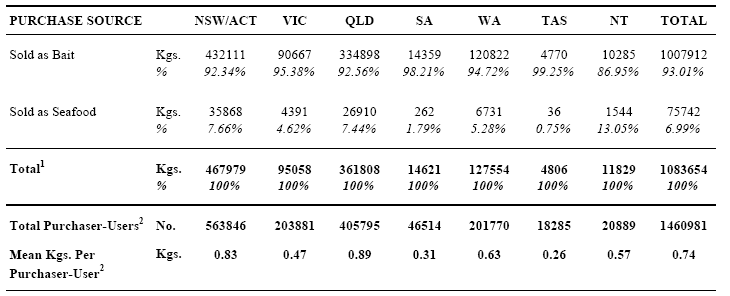 PURCHASE SOURCE NSW/ACT VIC QLD SA WA TAS NT TOTAL
Sold as Bait Kgs. 432111 90667 334898 14359 120822 4770 10285 1007912
% 92.34% 95.38% 92.56% 98.21% 94.72% 99.25% 86.95% 93.01%
Sold as Seafood Kgs. 35868 4391 26910 262 6731 36 1544 75742
% 7.66% 4.62% 7.44% 1.79% 5.28% 0.75% 13.05% 6.99%
Total1 Kgs. 467979 95058 361808 14621 127554 4806 11829 1083654
% 100% 100% 100% 100% 100% 100% 100% 100%
Total Purchaser-Users2 No. 563846 203881 405795 46514 201770 18285 20889 1460981
Mean Kgs. Per Kgs. 0.83 0.47 0.89 0.31 0.63 0.26 0.57 0.74
Purchaser-User2